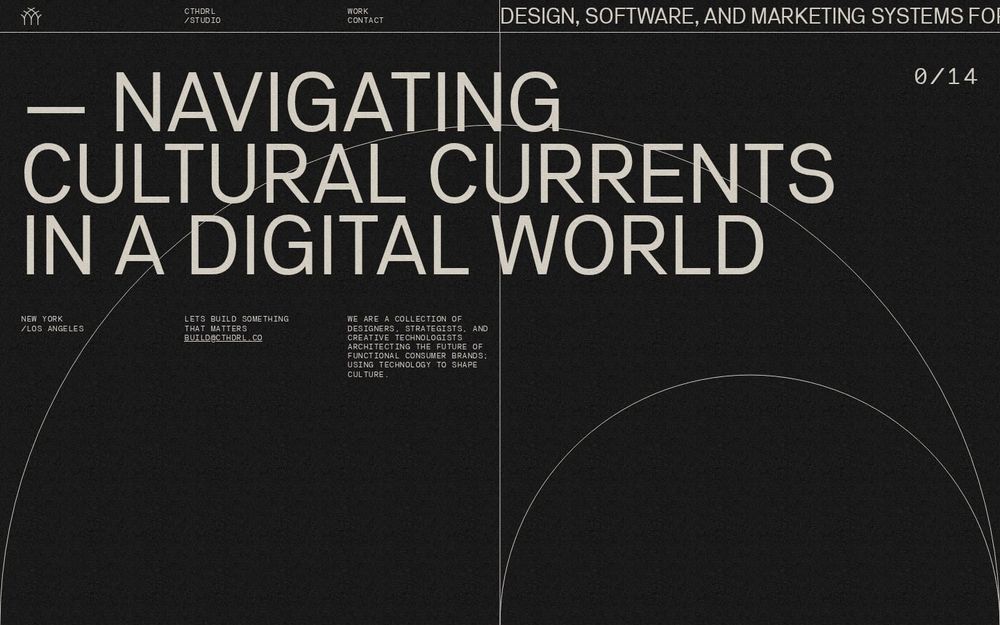 CTHDRL
/STUDIO
WORK
CONTACT
DESIGN, SOFTWARE, AND MARKETING SYSTEMS FOR
— NAVIGATING
CULTURAL CURRENTS
IN A DIGITAL WORLD
0/14
NEW YORK
/LOS ANGELES
LETS BUILD SOMETHING
THAT MATTERS
BUILD@CTHDRL.CO
WE ARE A COLLECTION OF
DESIGNERS, STRATEGISTS, AND
CREATIVE TECHNOLOGISTS
ARCHITECTING THE FUTURE OF
FUNCTIONAL CONSUMER BRANDS;
USING TECHNOLOGY TO SHAPE
CULTURE.